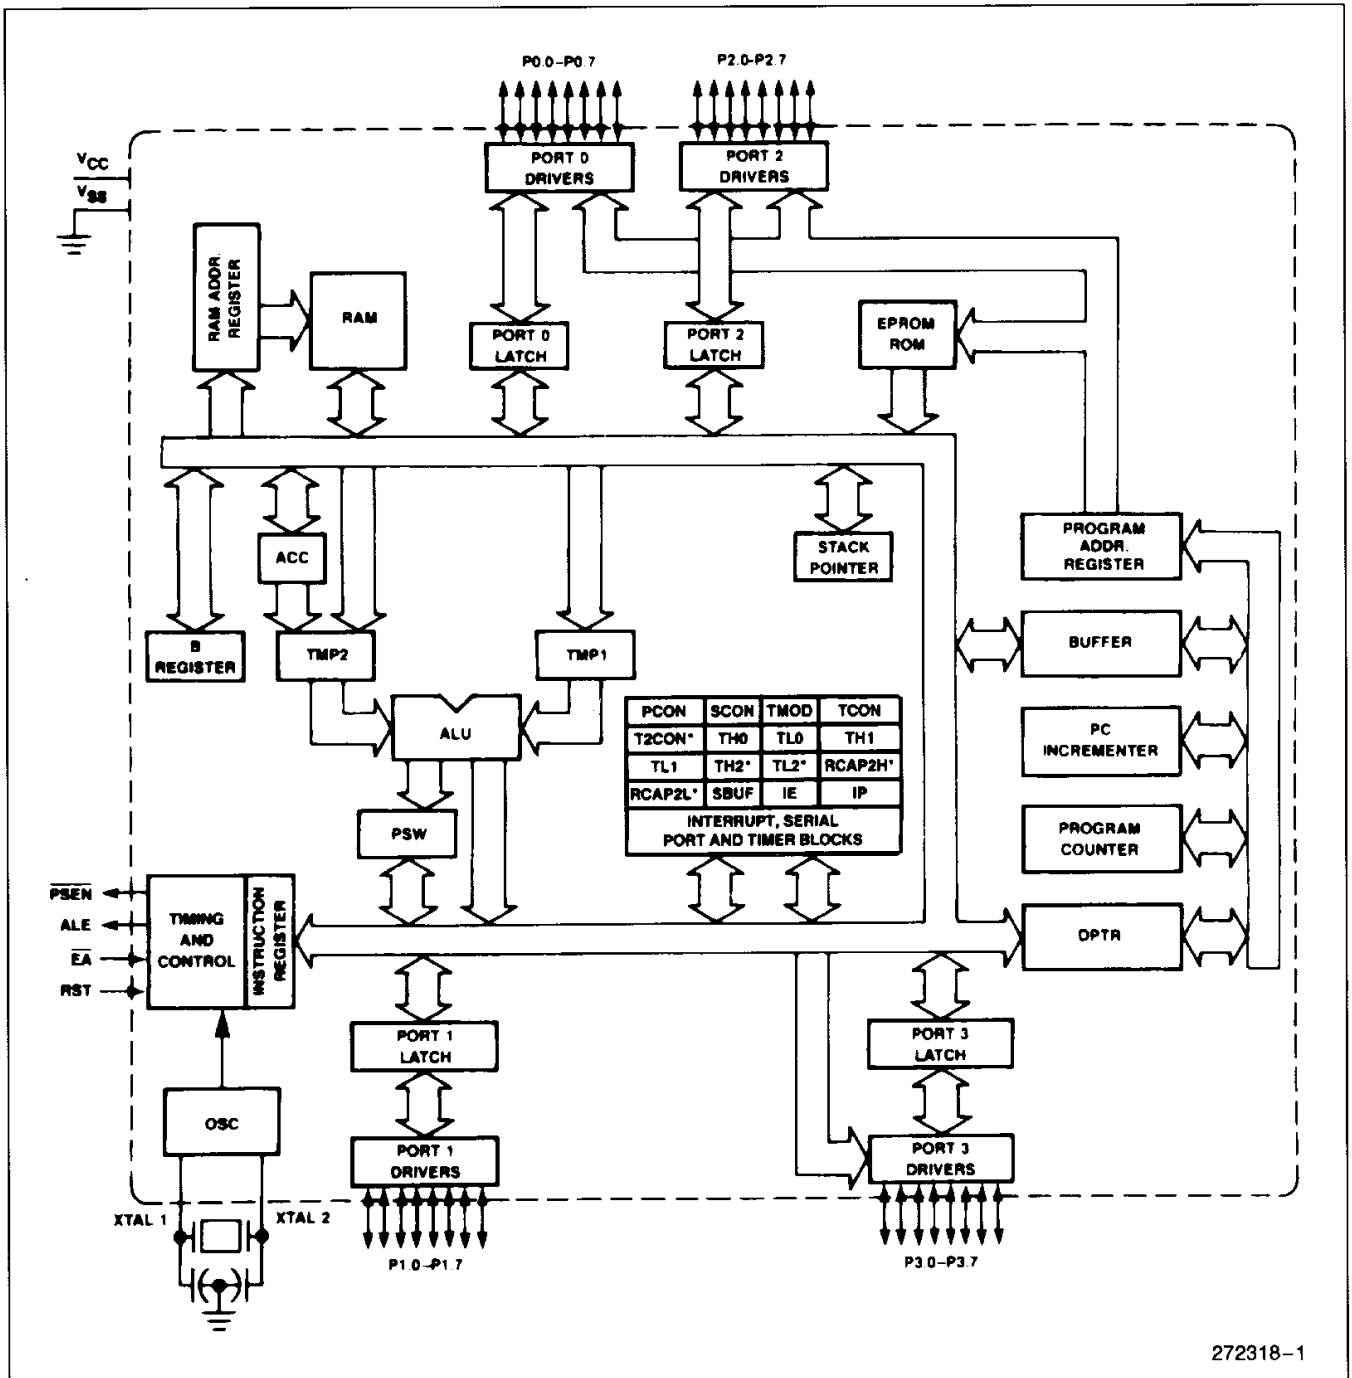 P0.0–P0.7
P2.0-P2.7
VCC
VSS
PORT 0
DRIVERS
PORT 2
DRIVERS
RAM ADDR.
REGISTER
RAM
PORT 0
LATCH
PORT 2
LATCH
EPROM
ROM
ACC
STACK
POINTER
PROGRAM
ADDR.
REGISTER
B
REGISTER
TMP2
TMP1
BUFFER
ALU
PCON SCON TMOD TCON
T2CON* TH0 TL0 TH1
TL1 TH2* TL2* RCAP2H*
RCAP2L* SBUF IE IP
INTERRUPT, SERIAL
PORT AND TIMER BLOCKS
PC
INCREMENTER
PSW
PROGRAM
COUNTER
PSEN
ALE
EA
RST
TIMING
AND
CONTROL
INSTRUCTION
REGISTER
DPTR
PORT 1
LATCH
PORT 3
LATCH
OSC
PORT 1
DRIVERS
PORT 3
DRIVERS
XTAL 1
XTAL 2
P1.0–P1.7
P3.0–P3.7
272318–1